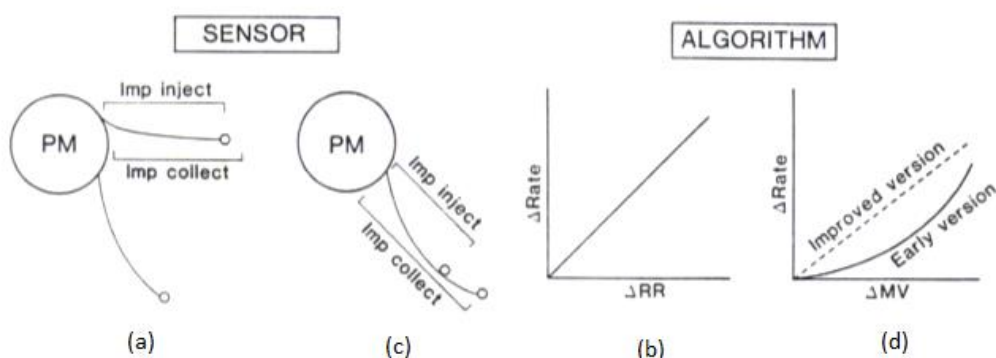 SENSOR
ALGORITHM
Imp inject
PM
Imp collect
Imp inject
PM
Imp collect
ΔRate
ΔRR
ΔRate
Improved version
Early version
ΔMV
(a)
(c)
(b)
(d)